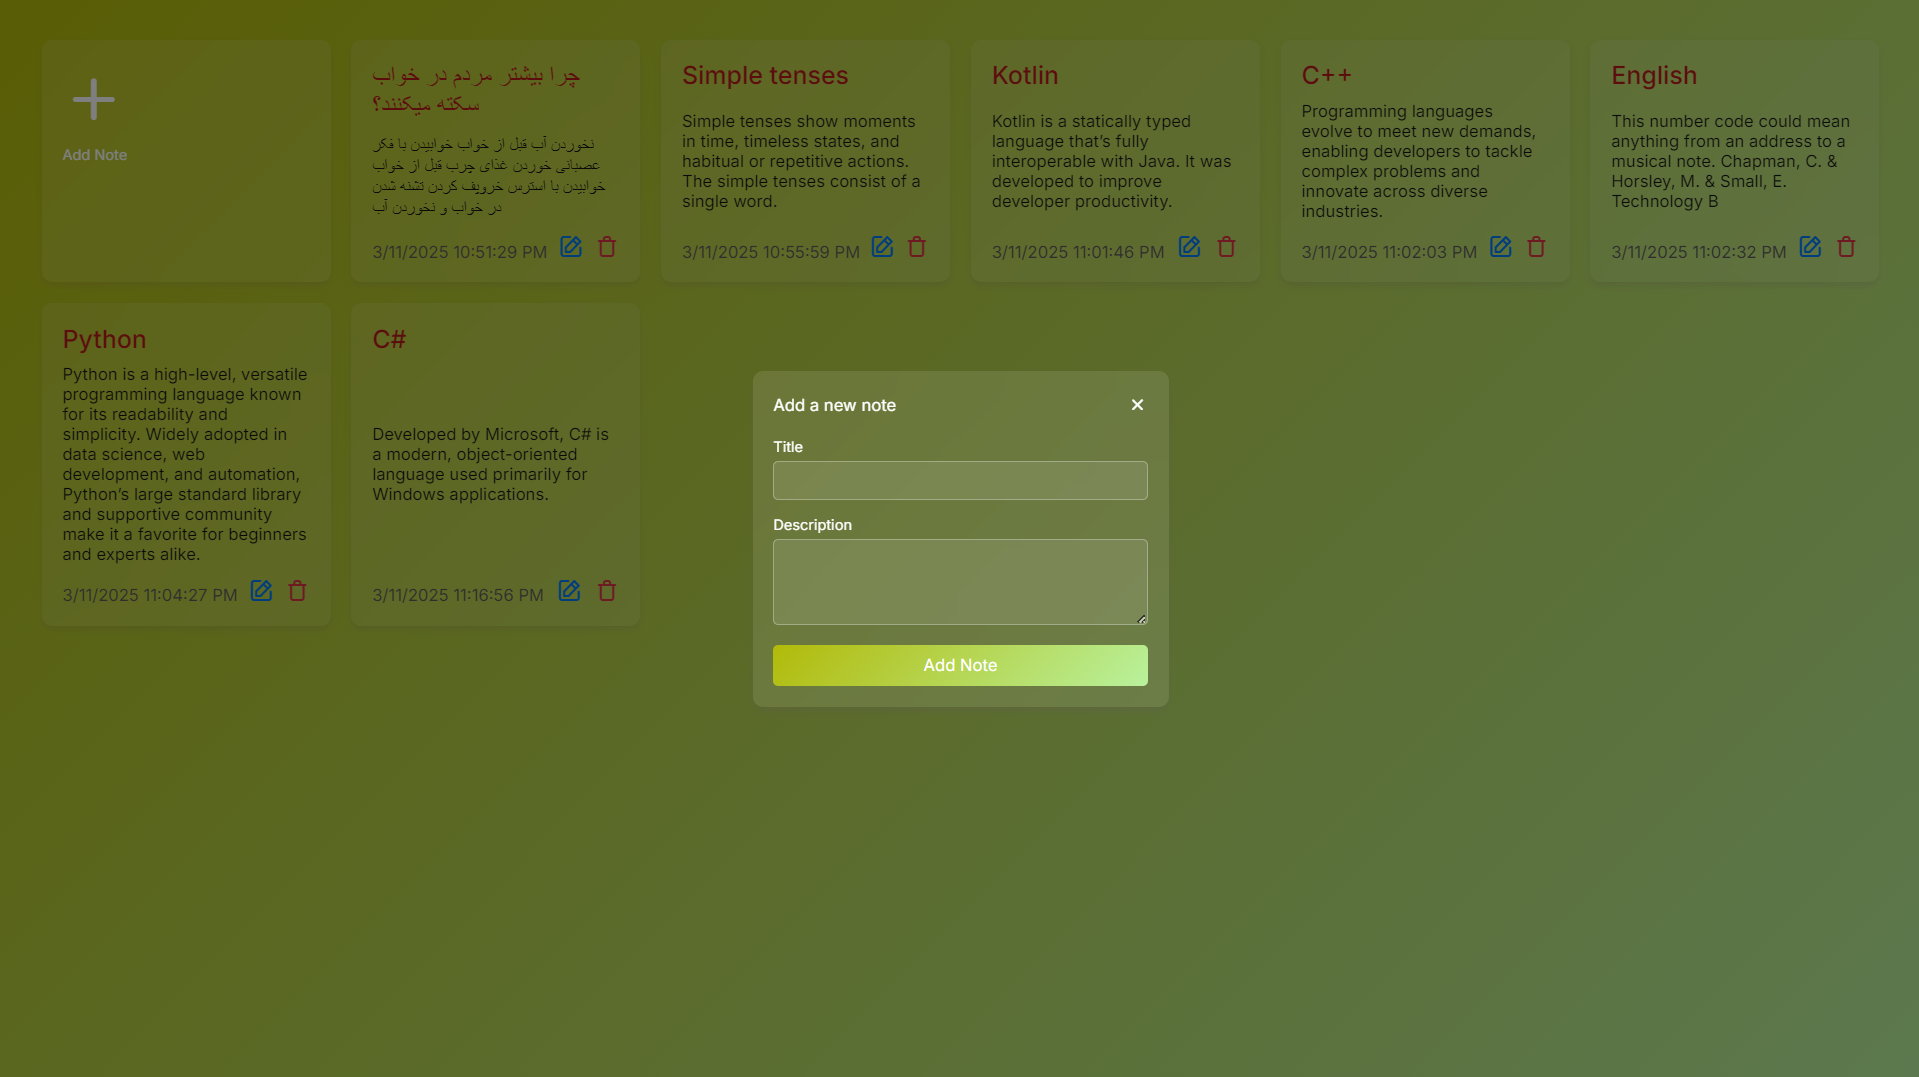 Add Note
چرا بیشتر مردم در خواب
سکته میکنند؟
نخوردن آب قبل از خواب خوابیدن با فکر
عصبانی خوردن غذای چرب قبل از خواب
خوابیدن با استرس خروپف کردن تشنه شدن
در خواب و نخوردن آب
3/11/2025 10:51:29 PM
Simple tenses
Simple tenses show moments
in time, timeless states, and
habitual or repetitive actions.
The simple tenses consist of a
single word.
3/11/2025 10:55:59 PM
Kotlin
Kotlin is a statically typed
language that’s fully
interoperable with Java. It was
developed to improve
developer productivity.
3/11/2025 11:01:46 PM
C++
Programming languages
evolve to meet new demands,
enabling developers to tackle
complex problems and
innovate across diverse
industries.
3/11/2025 11:02:03 PM
English
This number code could mean
anything from an address to a
musical note. Chapman, C. &
Horsley, M. & Small, E.
Technology B
3/11/2025 11:02:32 PM
Python
Python is a high-level, versatile
programming language known
for its readability and
simplicity. Widely adopted in
data science, web
development, and automation,
Python’s large standard library
and supportive community
make it a favorite for beginners
and experts alike.
3/11/2025 11:04:27 PM
C#
Developed by Microsoft, C# is
a modern, object-oriented
language used primarily for
Windows applications.
3/11/2025 11:16:56 PM
Add a new note
Title
Description
Add Note